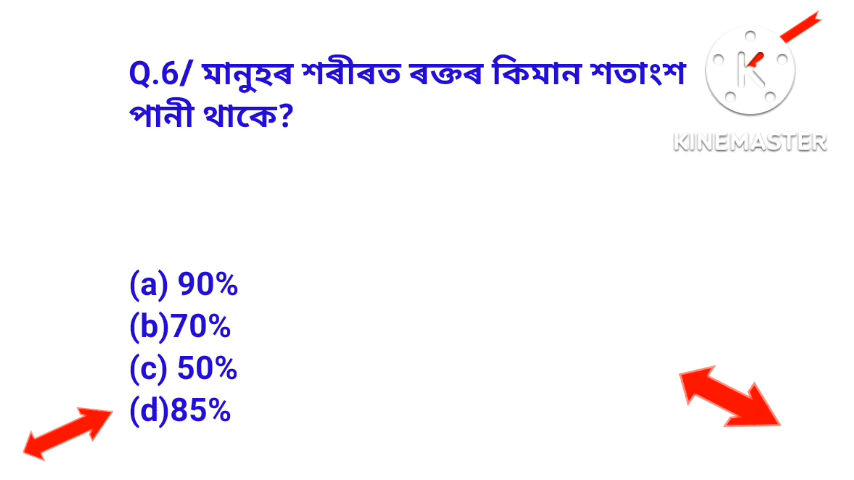 Q.6/ মানুহৰ শৰীৰত ৰক্তৰ কিমান শতাংশ
পানী থাকে?
K
KINEMASTER
(a) 90%
(b)70%
(c) 50%
(d)85%